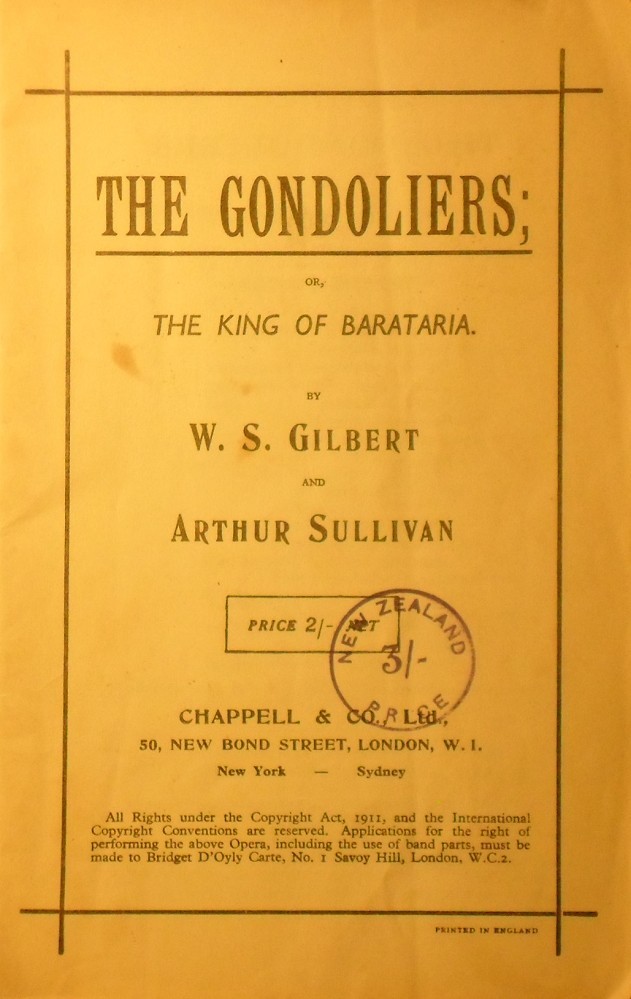 THE GONDOLIERS;
OR,
THE KING OF BARATARIA.
BY
W. S. GILBERT
AND
ARTHUR SULLIVAN
PRICE 2/- NET
NEW ZEALAND
3/-
PRICE
CHAPPELL & CO., Ltd.,
50, NEW BOND STREET, LONDON, W. 1.
New York — Sydney
All Rights under the Copyright Act, 1911, and the International
Copyright Conventions are reserved. Applications for the right of
performing the above Opera, including the use of band parts, must be
made to Bridget D'Oyly Carte, No. 1 Savoy Hill, London, W.C.2.
PRINTED IN ENGLAND